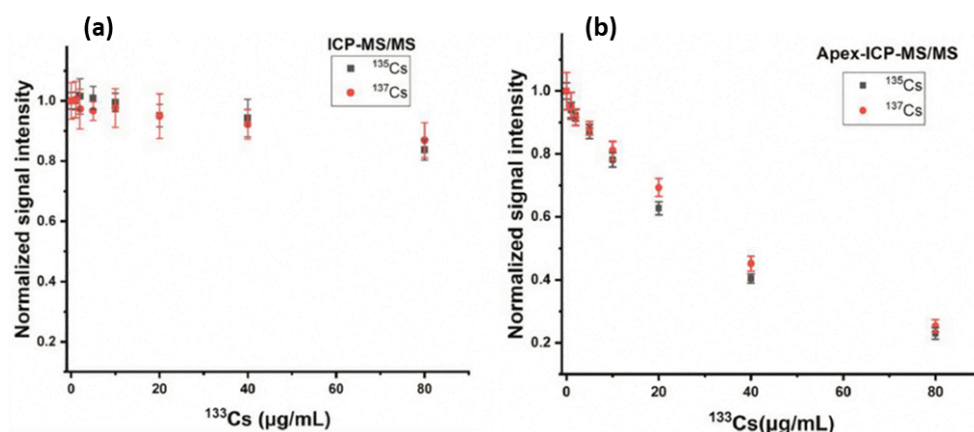 (a)
ICP-MS/MS
¹³⁵Cs
¹³⁷Cs
Normalized signal intensity
1.0
0.8
0.6
0.4
0.2
0
20
40
60
80
¹³³Cs (µg/mL)
(b)
Apex-ICP-MS/MS
¹³⁵Cs
¹³⁷Cs
Normalized signal intensity
1.0
0.8
0.6
0.4
0.2
0
20
40
60
80
¹³³Cs(µg/mL)